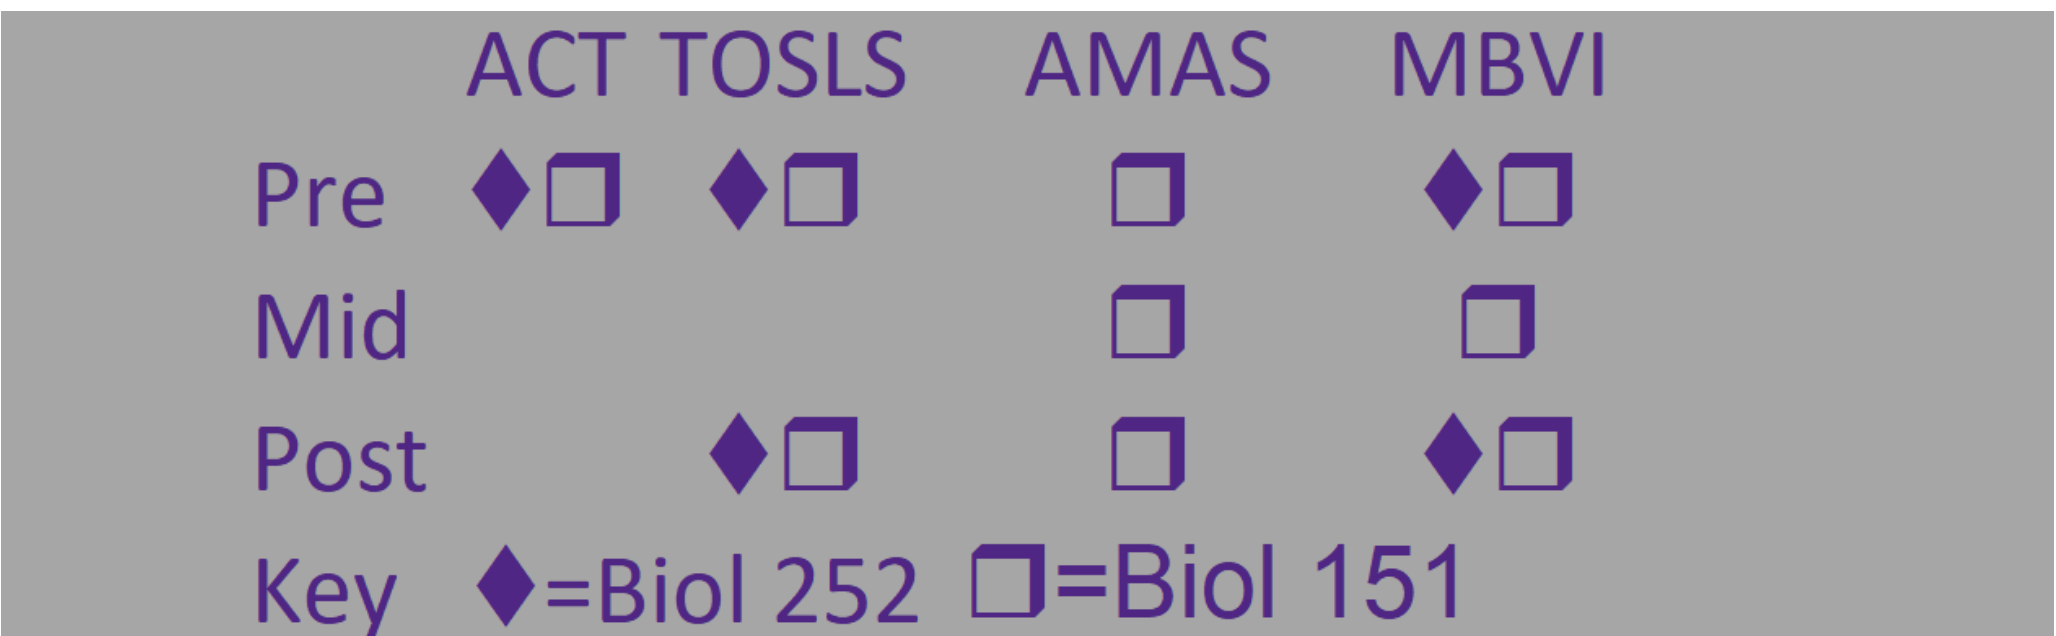 ACT TOSLS AMAS MBVI
Pre ♦❒ ♦❒ ❒ ♦❒
Mid ❒ ❒
Post ♦❒ ❒ ♦❒
Key ♦=Biol 252 ❒=Biol 151